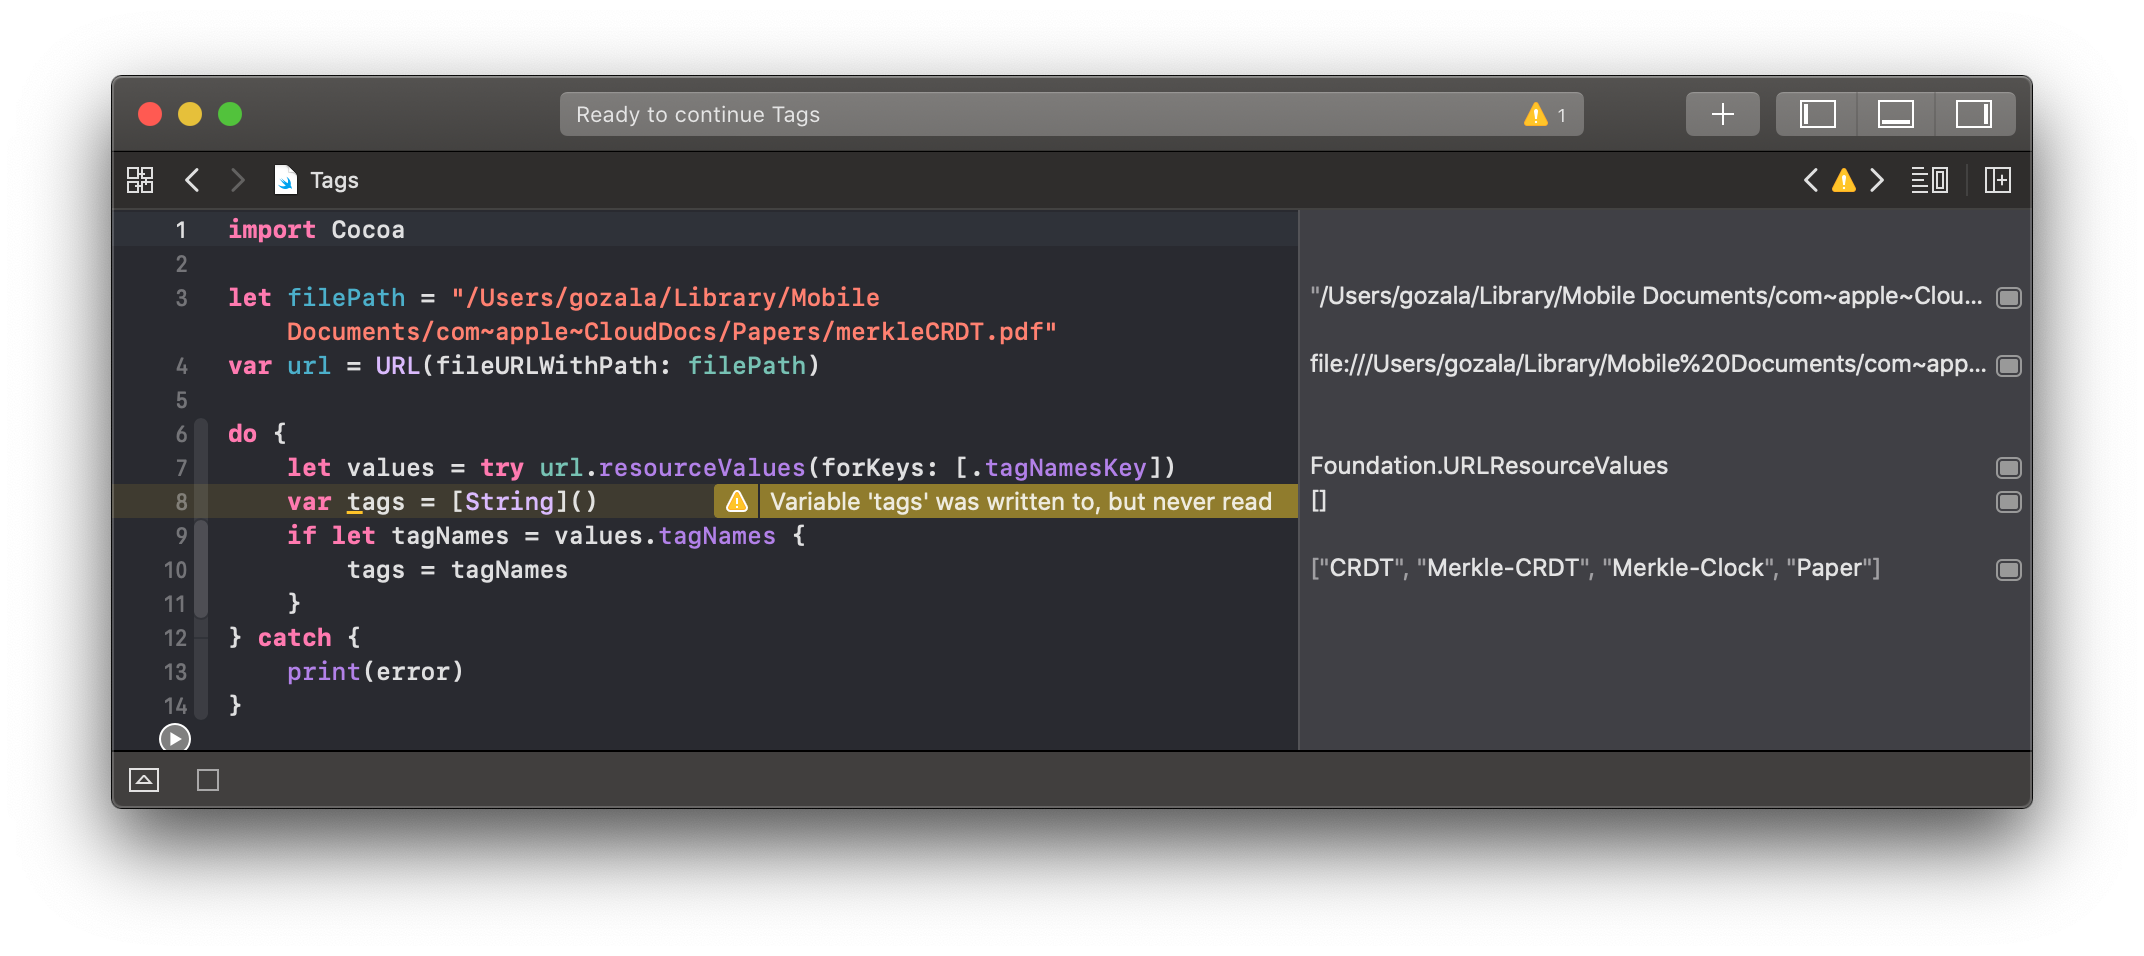 Ready to continue Tags
1
Tags
1 import Cocoa
2
3 let filePath = "/Users/gozala/Library/Mobile
Documents/com~apple~CloudDocs/Papers/merkleCRDT.pdf"
"/Users/gozala/Library/Mobile Documents/com~apple~Clou...
4 var url = URL(fileURLWithPath: filePath)
file:///Users/gozala/Library/Mobile%20Documents/com~app...
5
6 do {
7 let values = try url.resourceValues(forKeys: [.tagNamesKey])
Foundation.URLResourceValues
8 var tags = [String]()
Variable 'tags' was written to, but never read
[]
9 if let tagNames = values.tagNames {
10 tags = tagNames
["CRDT", "Merkle-CRDT", "Merkle-Clock", "Paper"]
11 }
12 } catch {
13 print(error)
14 }